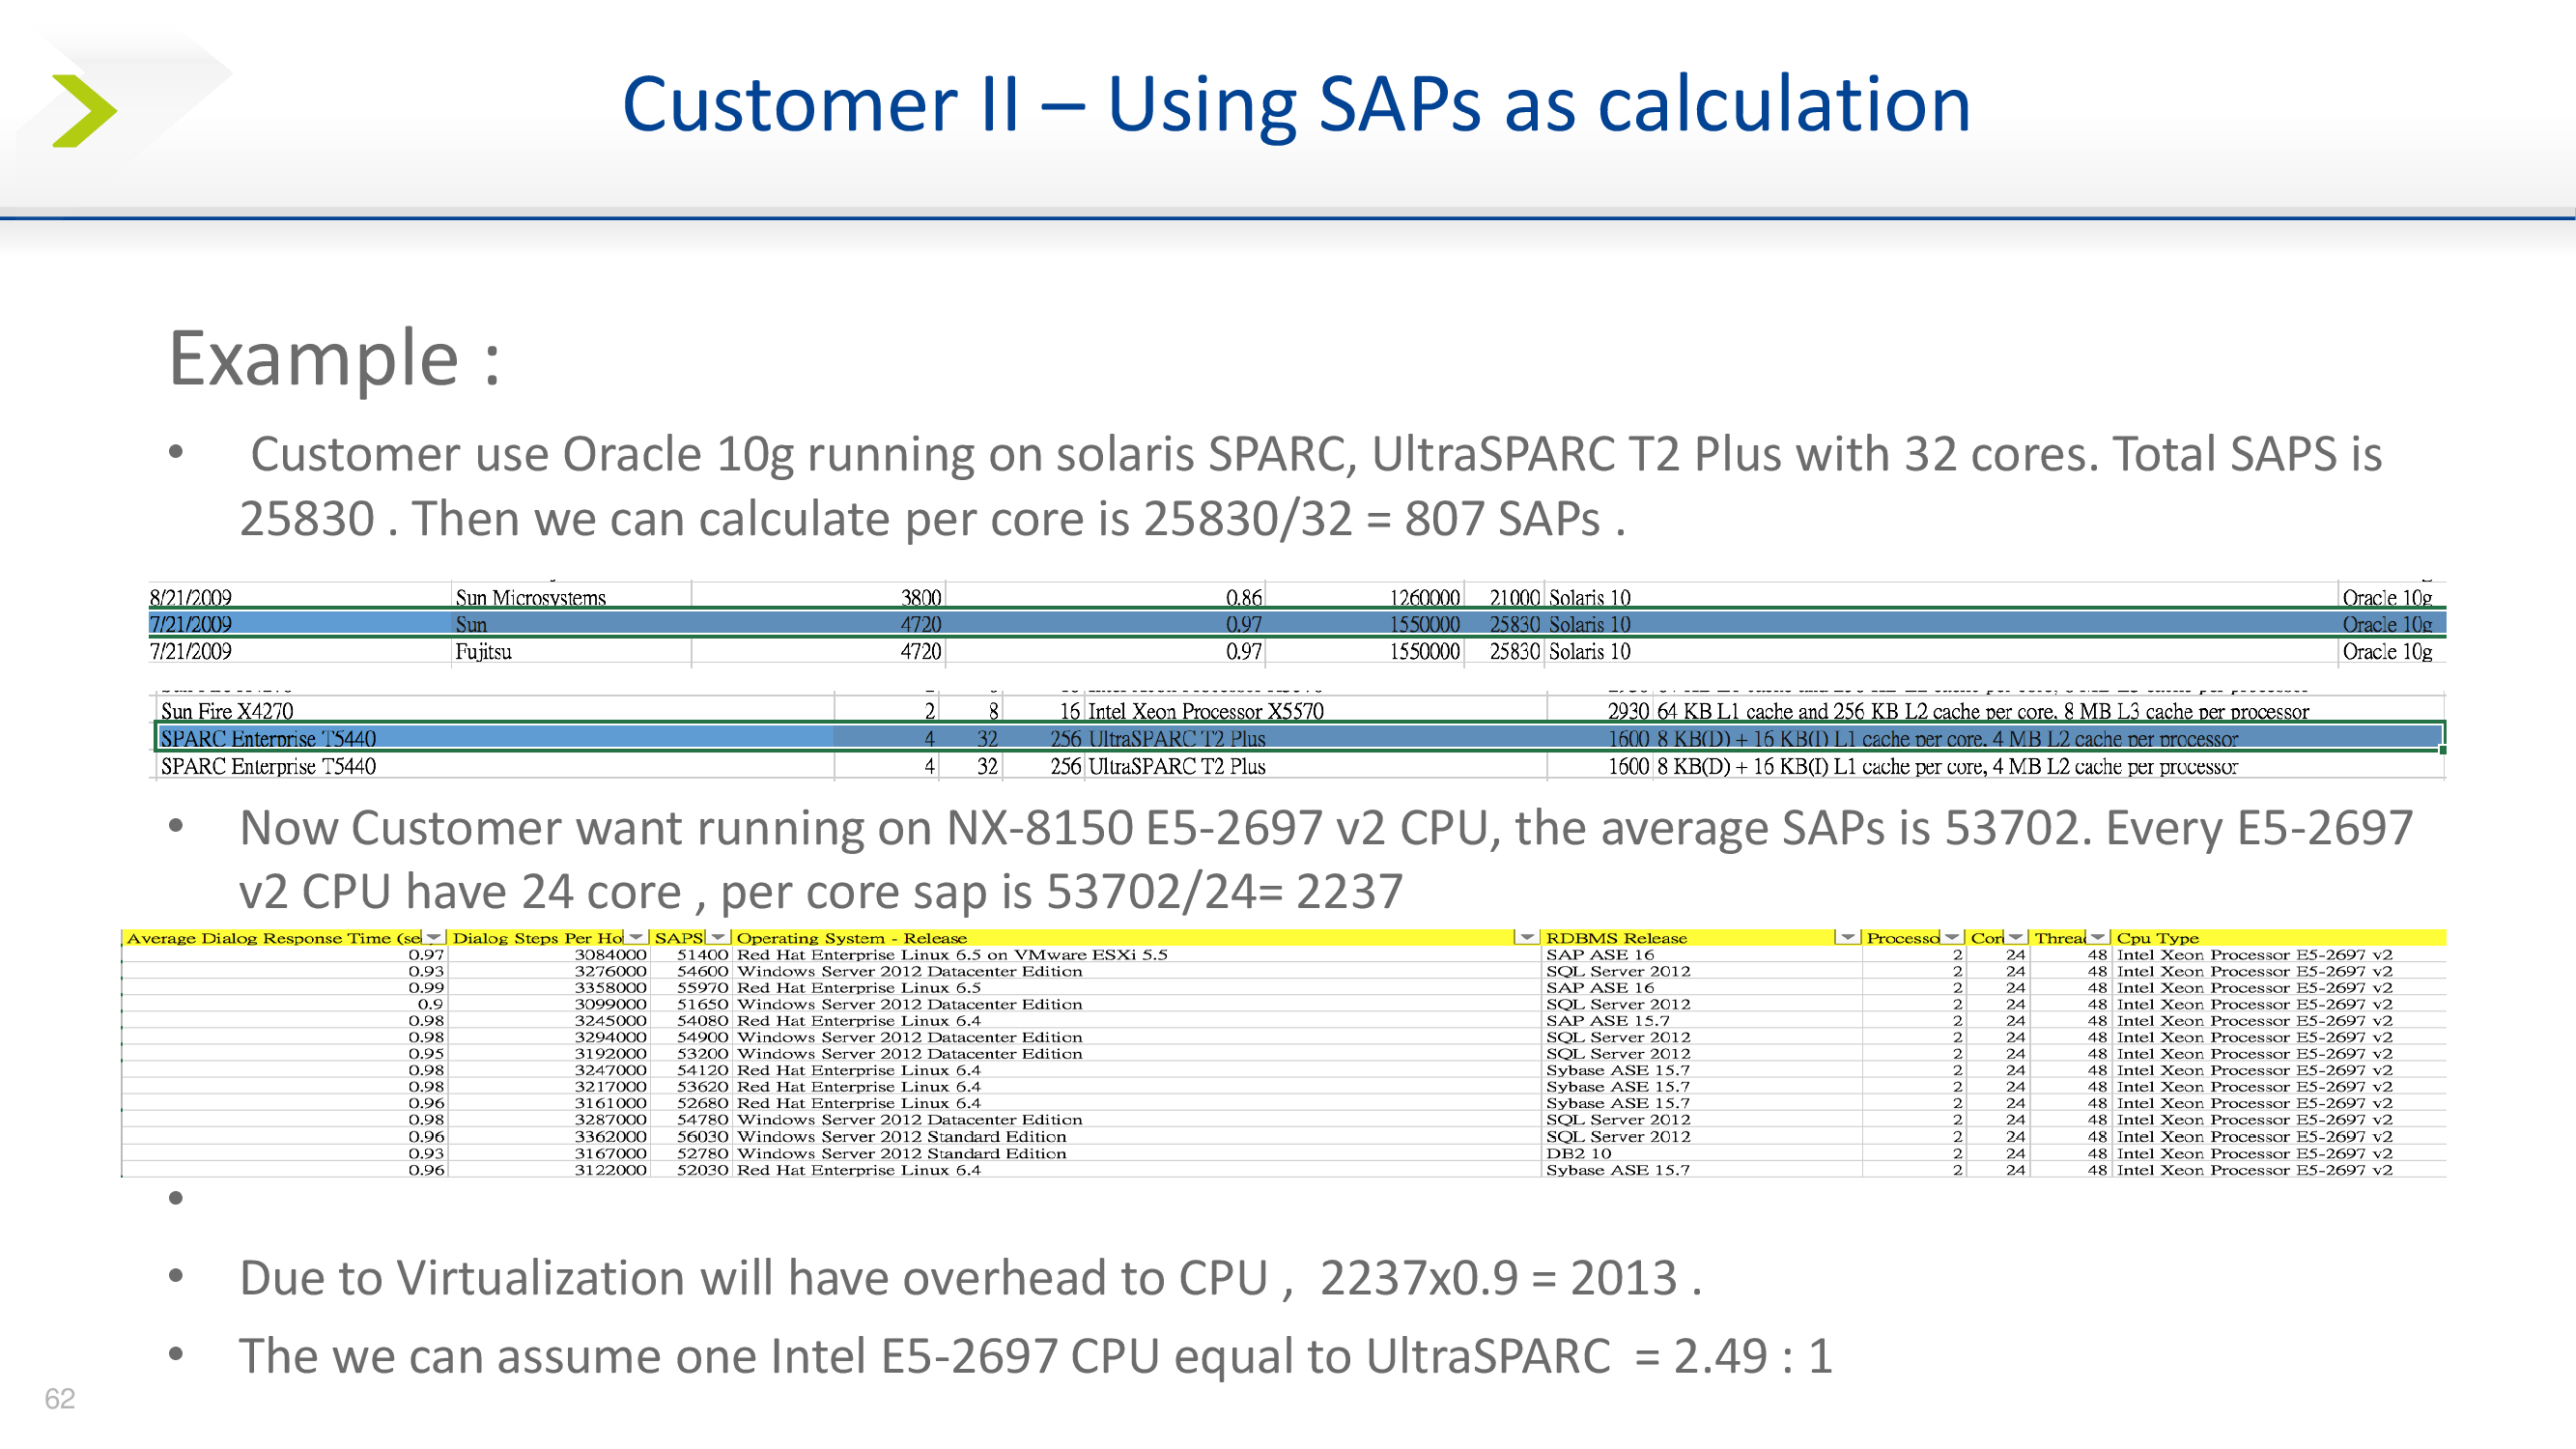 Customer II – Using SAPs as calculation
Example :
• Customer use Oracle 10g running on solaris SPARC, UltraSPARC T2 Plus with 32 cores. Total SAPS is
25830 . Then we can calculate per core is 25830/32 = 807 SAPs .
8/21/2009 Sun Microsystems 3800 0.86 1260000 21000 Solaris 10 Oracle 10g
7/21/2009 Sun 4720 0.97 1550000 25830 Solaris 10 Oracle 10g
7/21/2009 Fujitsu 4720 0.97 1550000 25830 Solaris 10 Oracle 10g
Sun Fire X4270 2 8 16 Intel Xeon Processor X5570 2930 64 KB L1 cache and 256 KB L2 cache per core, 8 MB L3 cache per processor
SPARC Enterprise T5440 4 32 256 UltraSPARC T2 Plus 1600 8 KB(D) + 16 KB(I) L1 cache per core, 4 MB L2 cache per processor
SPARC Enterprise T5440 4 32 256 UltraSPARC T2 Plus 1600 8 KB(D) + 16 KB(I) L1 cache per core, 4 MB L2 cache per processor
• Now Customer want running on NX-8150 E5-2697 v2 CPU, the average SAPs is 53702. Every E5-2697
v2 CPU have 24 core , per core sap is 53702/24= 2237
Average Dialog Response Time (se Dialog Steps Per Ho SAPS Operating System - Release RDBMS Release Processo Cor Threa Cpu Type
0.97 3084000 51400 Red Hat Enterprise Linux 6.5 on VMware ESXi 5.5 SAP ASE 16 2 24 48 Intel Xeon Processor E5-2697 v2
0.93 3276000 54600 Windows Server 2012 Datacenter Edition SQL Server 2012 2 24 48 Intel Xeon Processor E5-2697 v2
0.99 3358000 55970 Red Hat Enterprise Linux 6.5 SAP ASE 16 2 24 48 Intel Xeon Processor E5-2697 v2
0.9 3099000 51650 Windows Server 2012 Datacenter Edition SQL Server 2012 2 24 48 Intel Xeon Processor E5-2697 v2
0.98 3245000 54080 Red Hat Enterprise Linux 6.4 SAP ASE 15.7 2 24 48 Intel Xeon Processor E5-2697 v2
0.98 3294000 54900 Windows Server 2012 Datacenter Edition SQL Server 2012 2 24 48 Intel Xeon Processor E5-2697 v2
0.95 3192000 53200 Windows Server 2012 Datacenter Edition SQL Server 2012 2 24 48 Intel Xeon Processor E5-2697 v2
0.98 3247000 54120 Red Hat Enterprise Linux 6.4 Sybase ASE 15.7 2 24 48 Intel Xeon Processor E5-2697 v2
0.98 3217000 53620 Red Hat Enterprise Linux 6.4 Sybase ASE 15.7 2 24 48 Intel Xeon Processor E5-2697 v2
0.96 3161000 52680 Red Hat Enterprise Linux 6.4 Sybase ASE 15.7 2 24 48 Intel Xeon Processor E5-2697 v2
0.98 3287000 54780 Windows Server 2012 Datacenter Edition SQL Server 2012 2 24 48 Intel Xeon Processor E5-2697 v2
0.96 3362000 56030 Windows Server 2012 Standard Edition SQL Server 2012 2 24 48 Intel Xeon Processor E5-2697 v2
0.93 3167000 52780 Windows Server 2012 Standard Edition DB2 10 2 24 48 Intel Xeon Processor E5-2697 v2
0.96 3122000 52030 Red Hat Enterprise Linux 6.4 Sybase ASE 15.7 2 24 48 Intel Xeon Processor E5-2697 v2
•
• Due to Virtualization will have overhead to CPU , 2237x0.9 = 2013 .
• The we can assume one Intel E5-2697 CPU equal to UltraSPARC = 2.49 : 1
62